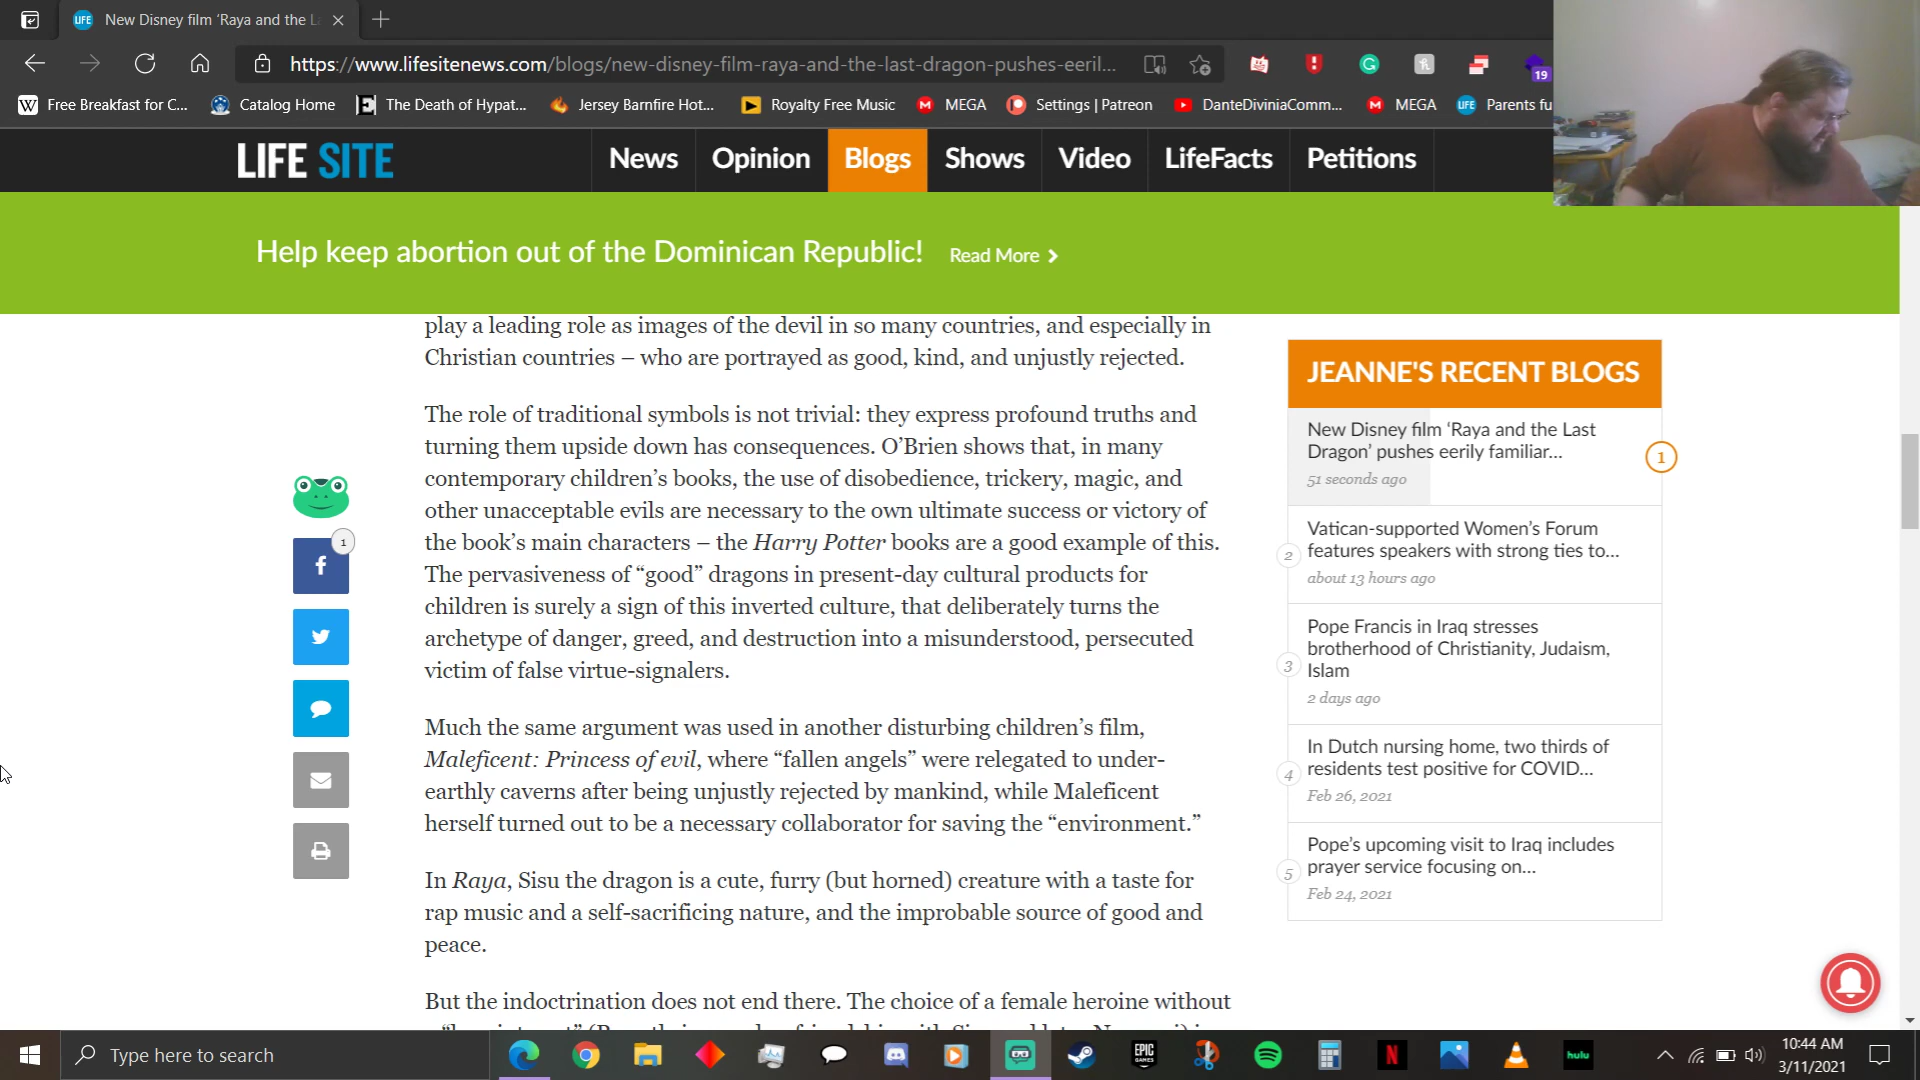 New Disney film ‘Raya and the L
https://www.lifesitenews.com/blogs/new-disney-film-raya-and-the-last-dragon-pushes-eeril...
19
Free Breakfast for C...
Catalog Home
The Death of Hypat...
Jersey Barnfire Hot...
Royalty Free Music
MEGA
Settings | Patreon
DanteDiviniaComm...
MEGA
LIFE
Parents fu
LIFE SITE
News
Opinion
Blogs
Shows
Video
LifeFacts
Petitions
Help keep abortion out of the Dominican Republic!
Read More
play a leading role as images of the devil in so many countries, and especially in
Christian countries – who are portrayed as good, kind, and unjustly rejected.
The role of traditional symbols is not trivial: they express profound truths and
turning them upside down has consequences. O’Brien shows that, in many
contemporary children’s books, the use of disobedience, trickery, magic, and
other unacceptable evils are necessary to the own ultimate success or victory of
the book’s main characters – the Harry Potter books are a good example of this.
The pervasiveness of “good” dragons in present-day cultural products for
children is surely a sign of this inverted culture, that deliberately turns the
archetype of danger, greed, and destruction into a misunderstood, persecuted
victim of false virtue-signalers.
Much the same argument was used in another disturbing children’s film,
Maleficent: Princess of evil, where “fallen angels” were relegated to under-
earthly caverns after being unjustly rejected by mankind, while Maleficent
herself turned out to be a necessary collaborator for saving the “environment.”
In Raya, Sisu the dragon is a cute, furry (but horned) creature with a taste for
rap music and a self-sacrificing nature, and the improbable source of good and
peace.
But the indoctrination does not end there. The choice of a female heroine without
1
JEANNE'S RECENT BLOGS
New Disney film ‘Raya and the Last
Dragon’ pushes eerily familiar...
51 seconds ago
1
Vatican-supported Women’s Forum
features speakers with strong ties to...
about 13 hours ago
2
Pope Francis in Iraq stresses
brotherhood of Christianity, Judaism,
Islam
2 days ago
3
In Dutch nursing home, two thirds of
residents test positive for COVID...
Feb 26, 2021
4
Pope’s upcoming visit to Iraq includes
prayer service focusing on...
Feb 24, 2021
5
Type here to search
EPIC
GAMES
hulu
10:44 AM
3/11/2021